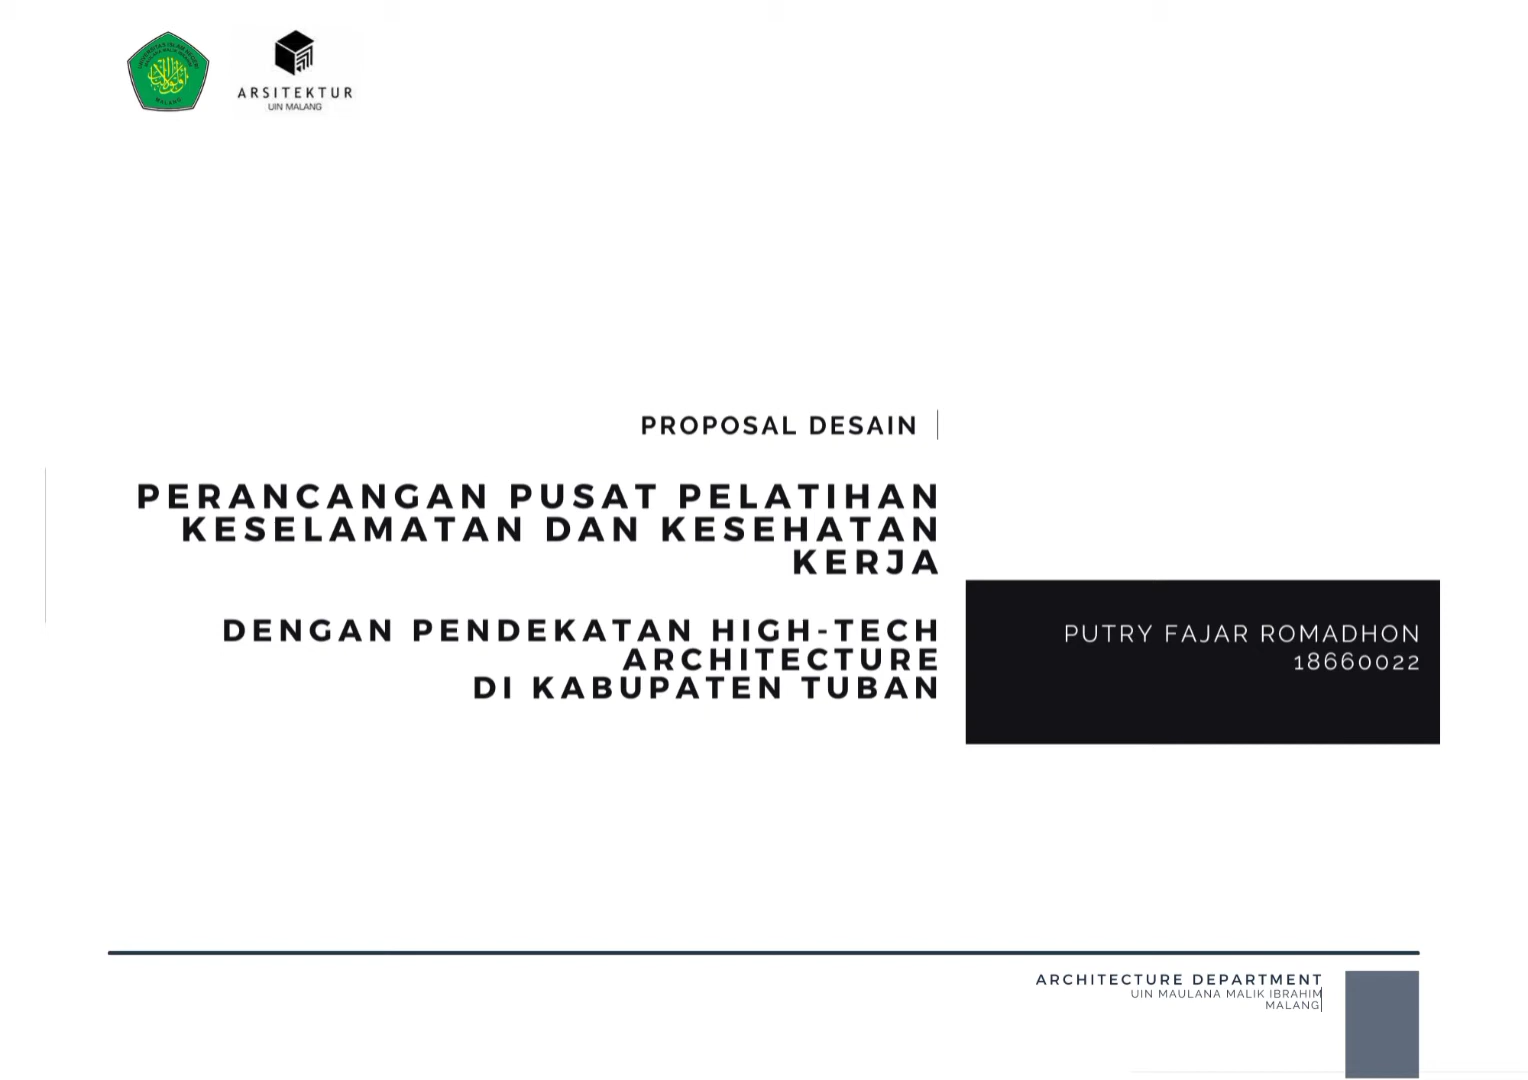 ARSITEKTUR
UIN MALANG
PROPOSAL DESAIN
PERANCANGAN PUSAT PELATIHAN
KESELAMATAN DAN KESEHATAN
KERJA
DENGAN PENDEKATAN HIGH-TECH
ARCHITECTURE
DI KABUPATEN TUBAN
PUTRY FAJAR ROMADHON
18660022
ARCHITECTURE DEPARTMENT
UIN MAULANA MALIK IBRAHIM
MALANG